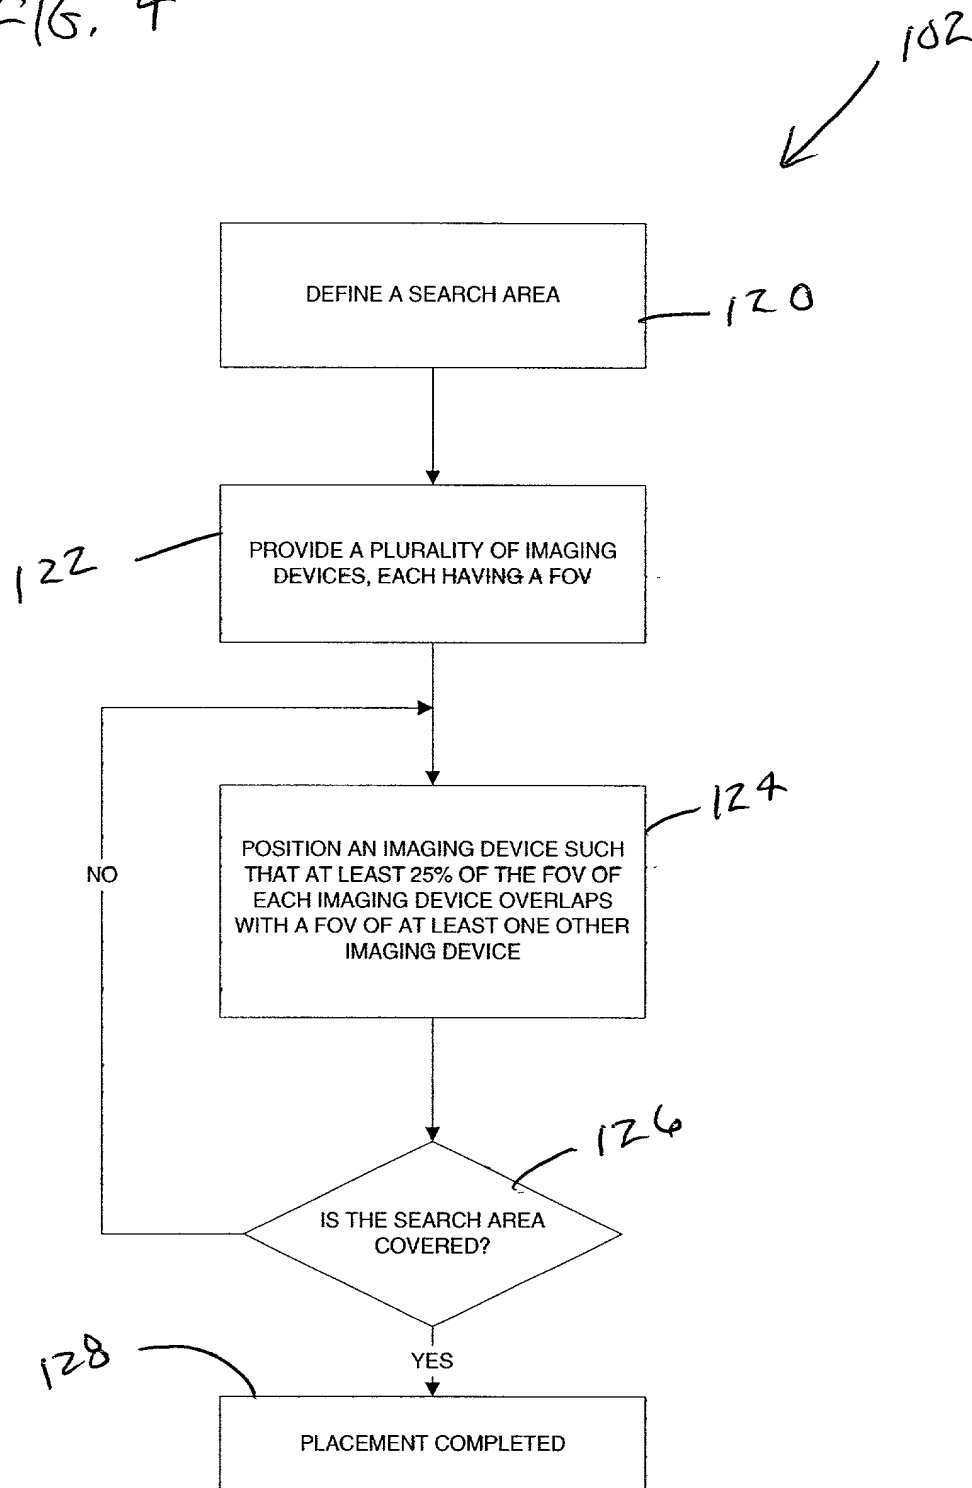 FIG. 4
102
DEFINE A SEARCH AREA
120
PROVIDE A PLURALITY OF IMAGING
DEVICES, EACH HAVING A FOV
122
124
POSITION AN IMAGING DEVICE SUCH
THAT AT LEAST 25% OF THE FOV OF
EACH IMAGING DEVICE OVERLAPS
WITH A FOV OF AT LEAST ONE OTHER
IMAGING DEVICE
NO
126
IS THE SEARCH AREA
COVERED?
YES
128
PLACEMENT COMPLETED